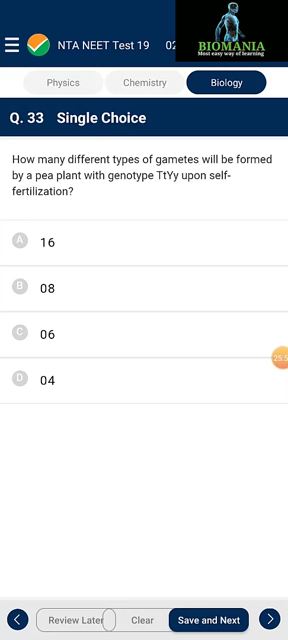 NTA NEET Test 19 02
BIOMANIA
Most easy way of learning
Physics Chemistry Biology
Q. 33 Single Choice
How many different types of gametes will be formed
by a pea plant with genotype TtYy upon self-
fertilization?
A 16
B 08
C 06
25:5
D 04
Review Later Clear Save and Next